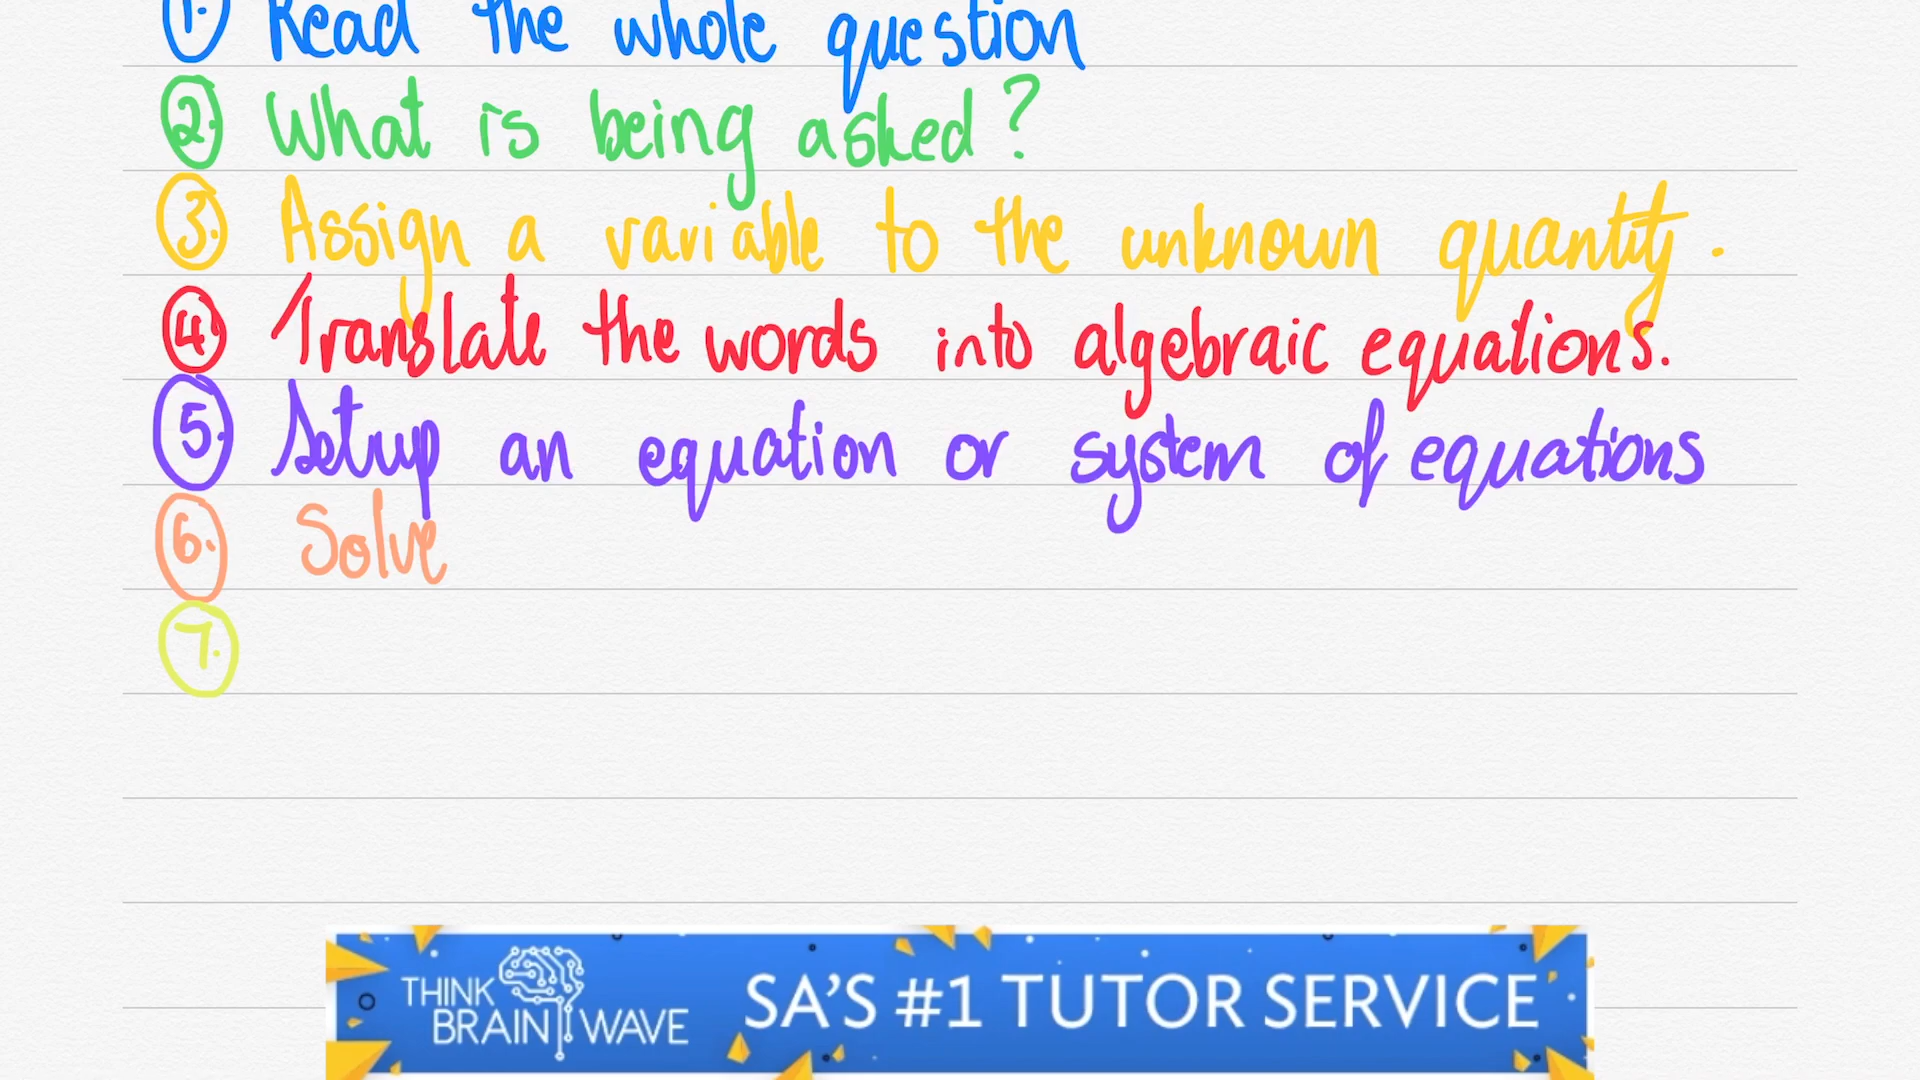 1. Read the whole question
2. What is being asked?
3. Assign a variable to the unknown quantity.
4. Translate the words into algebraic equations.
5. Setup an equation or system of equations
6. Solve
7.
THINK BRAIN WAVE
SA'S #1 TUTOR SERVICE